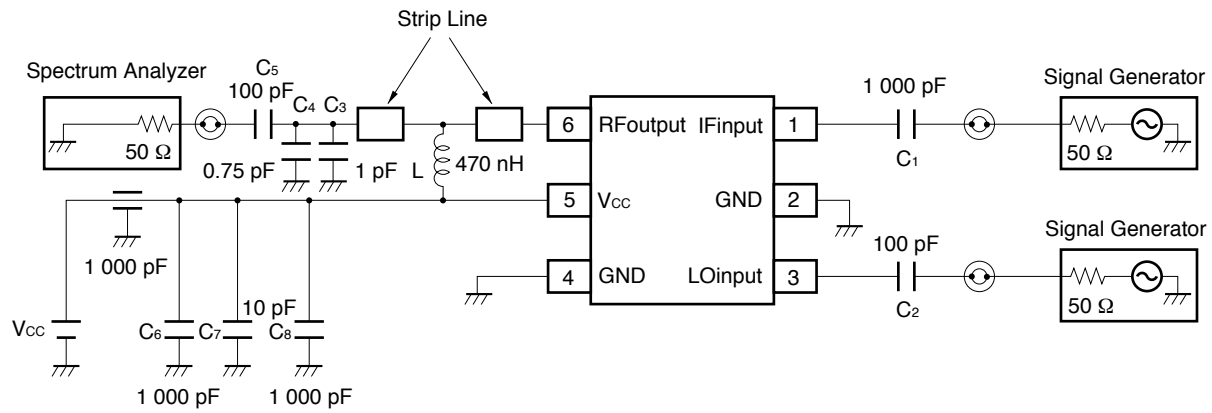 Strip Line
Spectrum Analyzer
50 Ω
C5
100 pF
C4
C3
0.75 pF
1 pF
L
470 nH
6
RFoutput
IFinput
1
5
VCC
GND
2
4
GND
LOinput
3
1 000 pF
C1
Signal Generator
50 Ω
100 pF
C2
Signal Generator
50 Ω
1 000 pF
VCC
C6
C7
10 pF
C8
1 000 pF
1 000 pF